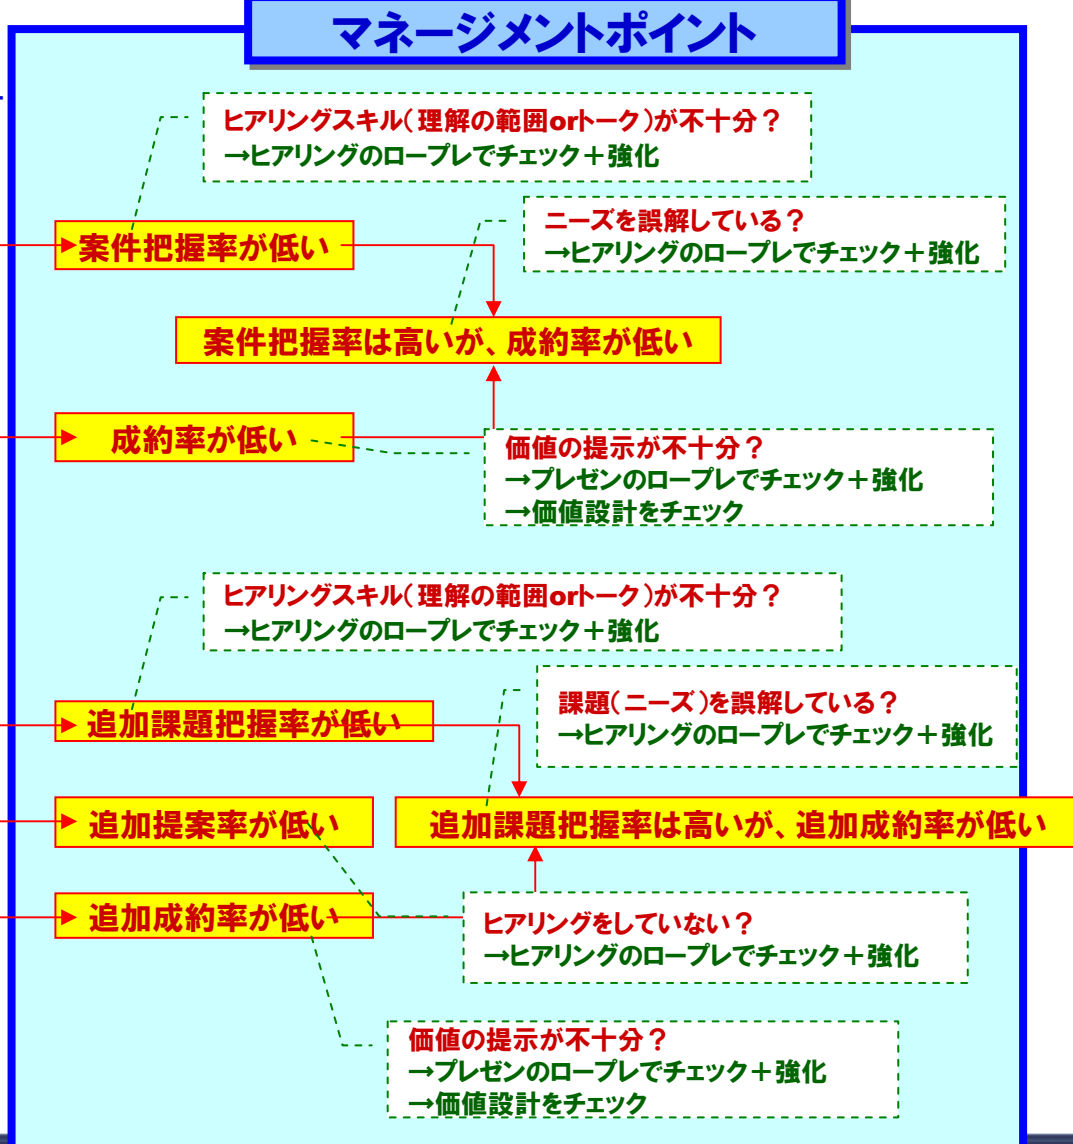 マネージメントポイント
ヒアリングスキル（理解の範囲orトーク）が不十分？
→ヒアリングのロープレでチェック＋強化
ニーズを誤解している？
→ヒアリングのロープレでチェック＋強化
案件把握率が低い
案件把握率は高いが、成約率が低い
成約率が低い
価値の提示が不十分？
→プレゼンのロープレでチェック＋強化
→価値設計をチェック
ヒアリングスキル（理解の範囲orトーク）が不十分？
→ヒアリングのロープレでチェック＋強化
課題（ニーズ）を誤解している？
→ヒアリングのロープレでチェック＋強化
追加課題把握率が低い
追加提案率が低い
追加課題把握率は高いが、追加成約率が低い
追加成約率が低い
ヒアリングをしていない？
→ヒアリングのロープレでチェック＋強化
価値の提示が不十分？
→プレゼンのロープレでチェック＋強化
→価値設計をチェック